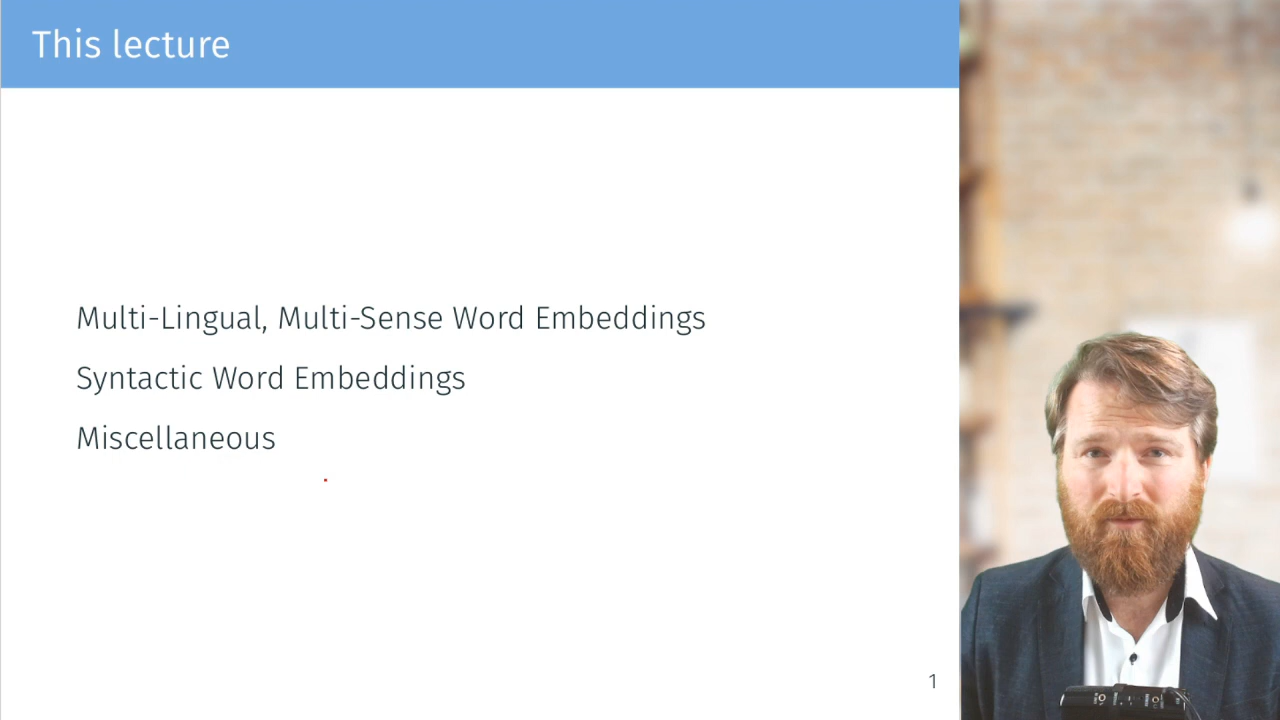 This lecture
Multi-Lingual, Multi-Sense Word Embeddings
Syntactic Word Embeddings
Miscellaneous
1